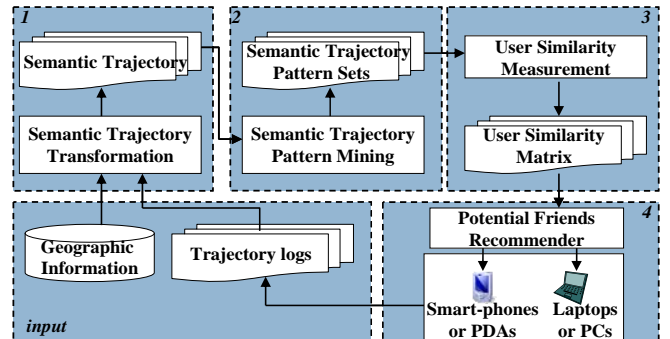 1
Semantic Trajectory
Semantic Trajectory
Transformation
2
Semantic Trajectory
Pattern Sets
Semantic Trajectory
Pattern Mining
3
User Similarity
Measurement
User Similarity
Matrix
Geographic
Information
Trajectory logs
input
4
Potential Friends
Recommender
Smart-phones
or PDAs
Laptops
or PCs